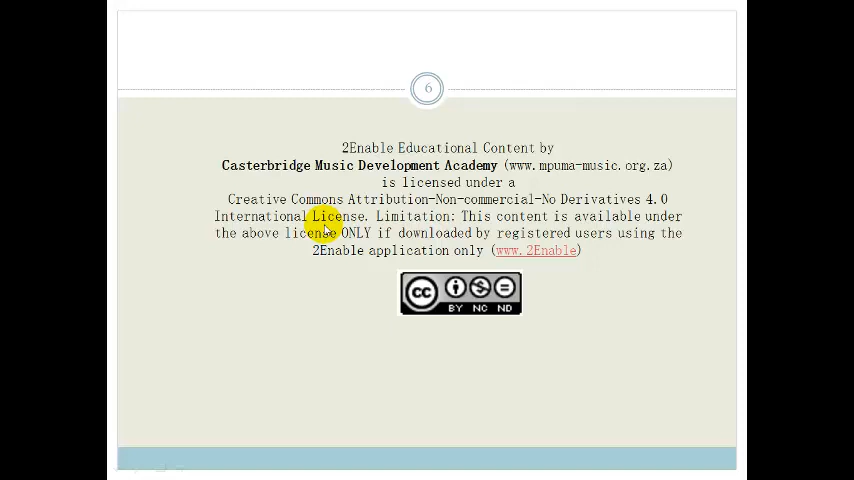 6
2Enable Educational Content by
Casterbridge Music Development Academy (www.mpuma-music.org.za)
is licensed under a
Creative Commons Attribution-Non-commercial-No Derivatives 4.0
International License. Limitation: This content is available under
the above license ONLY if downloaded by registered users using the
2Enable application only (www.2Enable)
cc
BY NC ND